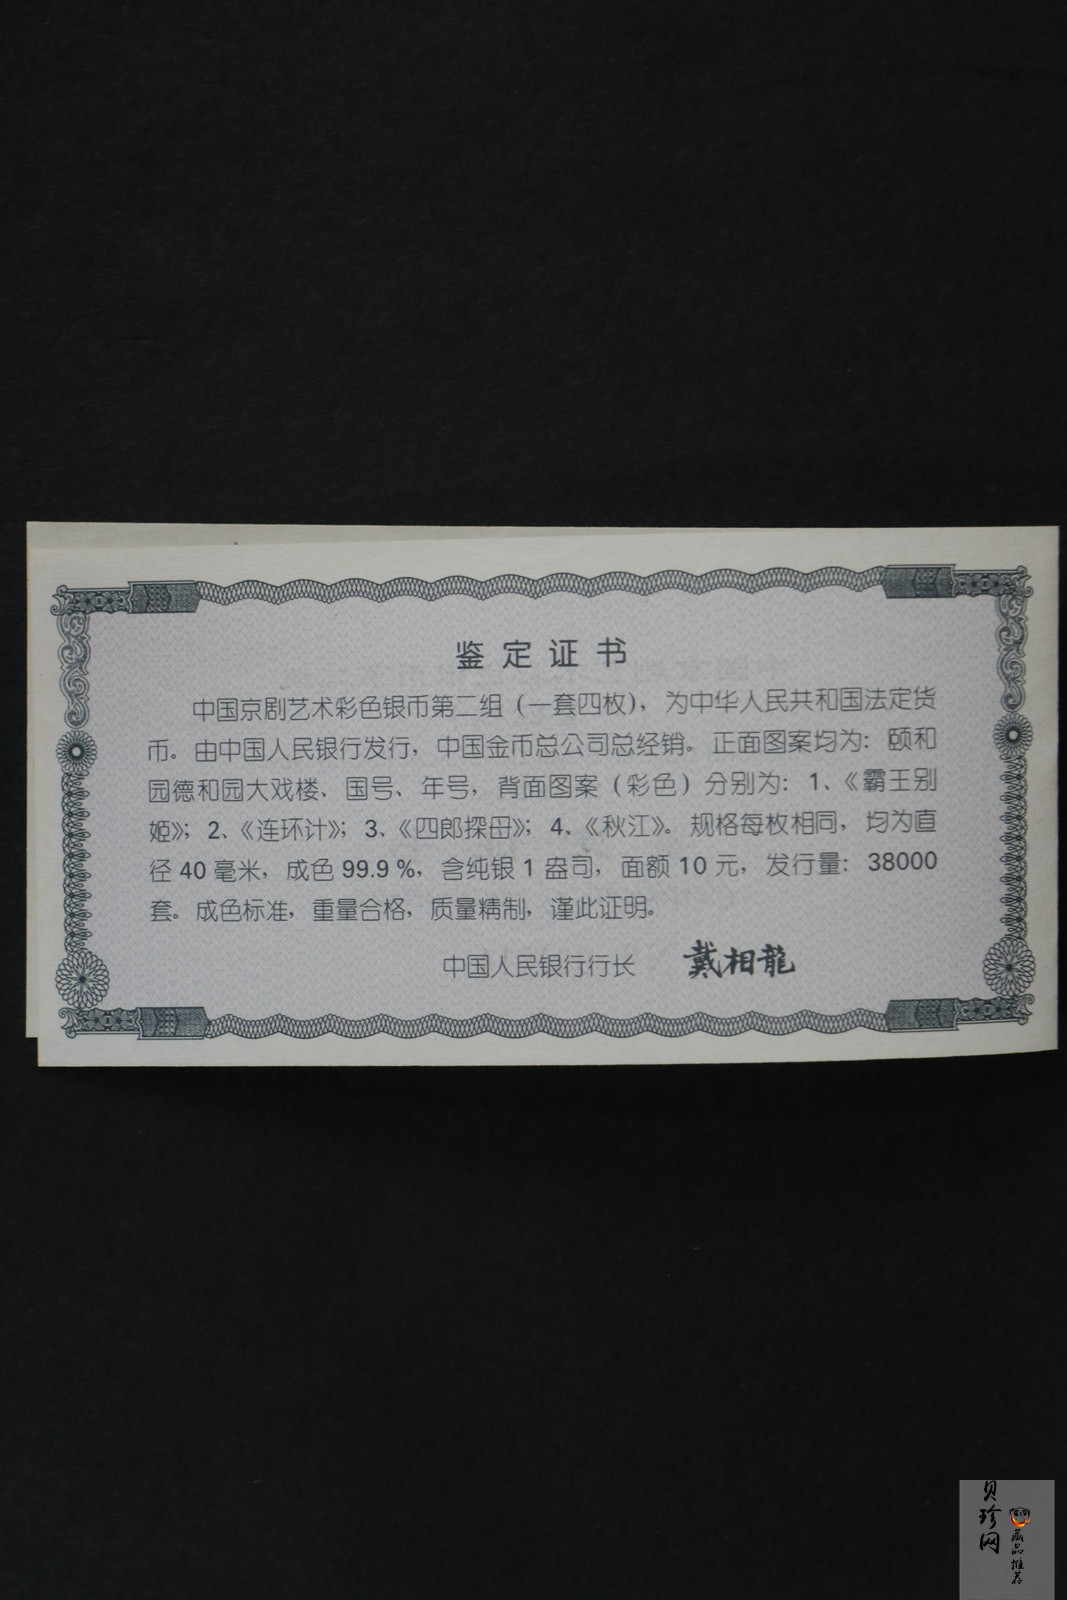 鉴定证书
中国京剧艺术彩色银币第二组（一套四枚），为中华人民共和国法定货
币。由中国人民银行发行，中国金币总公司总经销。正面图案均为：颐和
园德和园大戏楼、国号、年号，背面图案（彩色）分别为：1、《霸王别
姬》；2、《连环计》；3、《四郎探母》；4、《秋江》。规格每枚相同，均为直
径40毫米，成色99.9%，含纯银1盎司，面额10元，发行量：38000
套。成色标准，重量合格，质量精制，谨此证明。
中国人民银行行长 戴相龍
贝珍网
藏品推荐